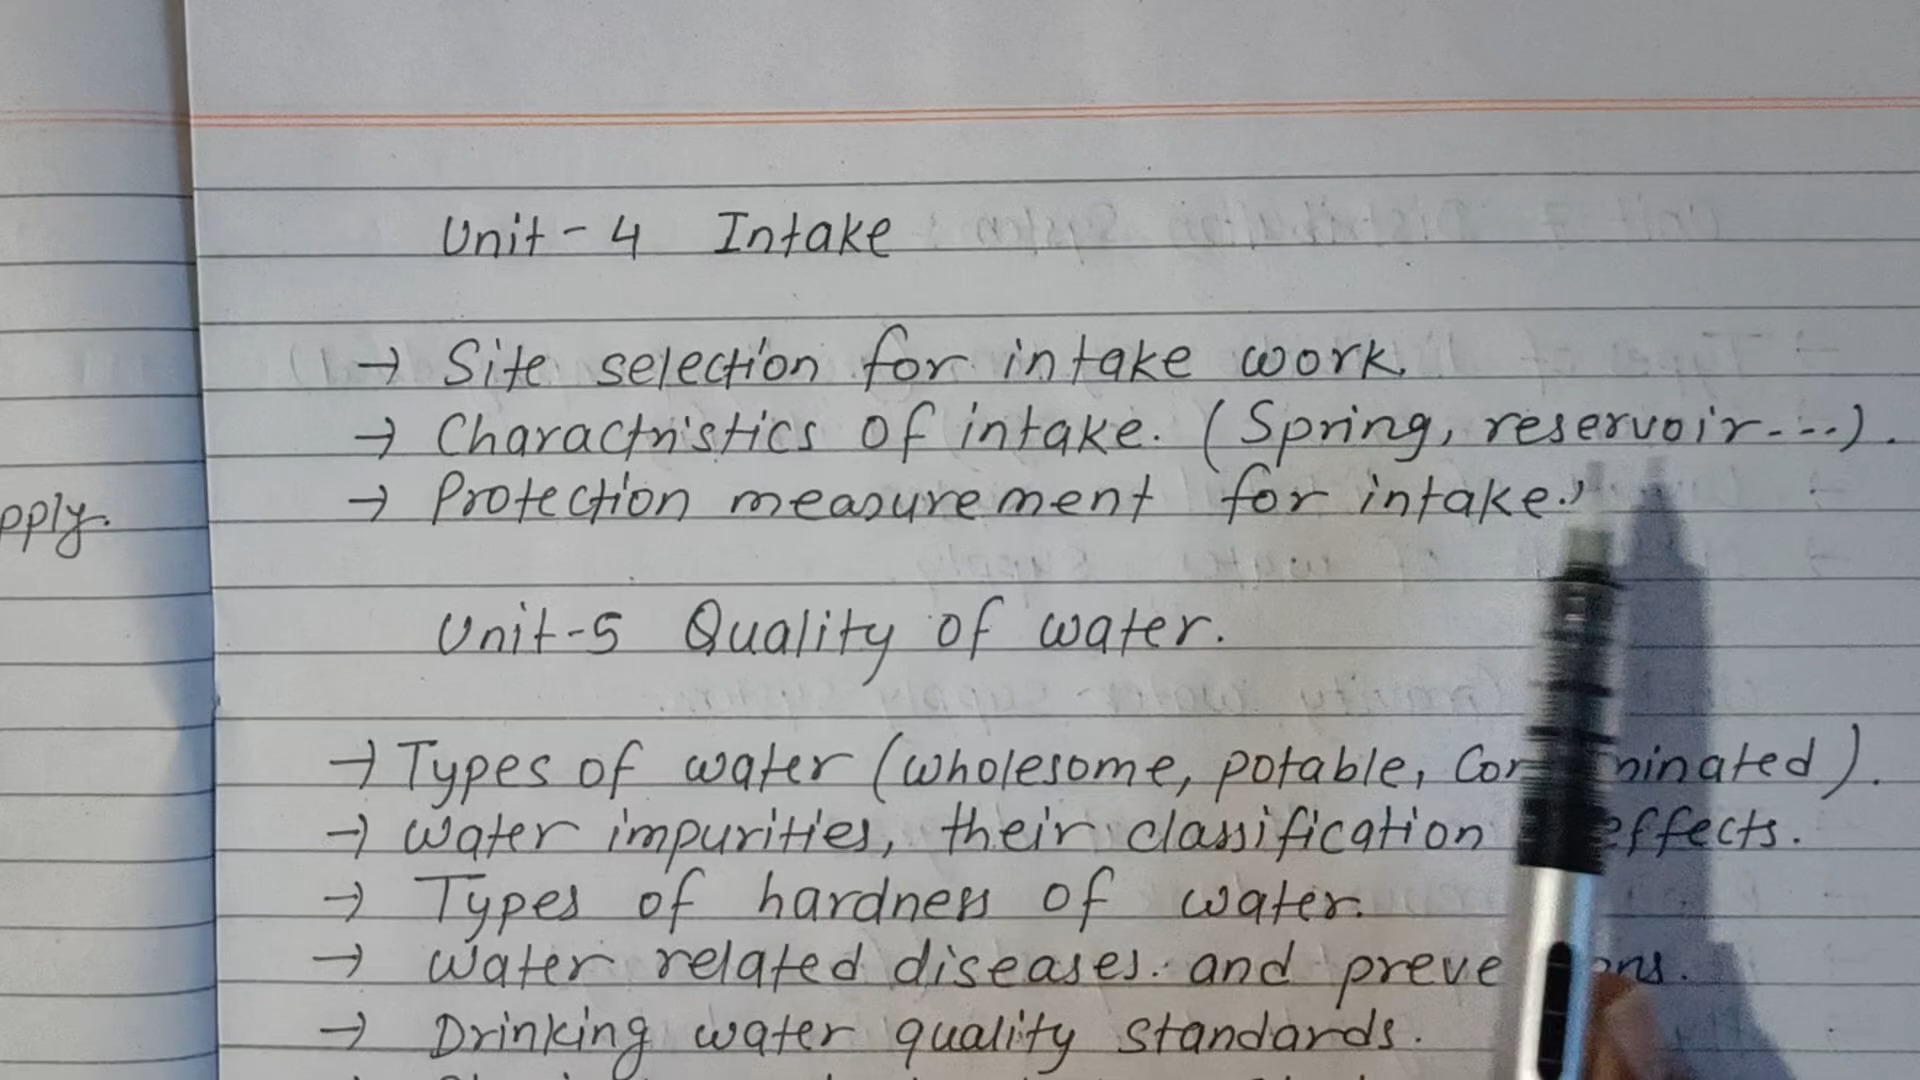 Unit-4 Intake
→ Site selection for intake work.
→ Charactristics of intake. (Spring, reservoir---).
→ Protection measurement for intake.
pply.
Unit-5 Quality of water.
→ Types of water (wholesome, potable,
→ water impurities, their classification effects.
→ Types of hardness of water.
→ water related diseases. and
→ Drinking water quality standards.